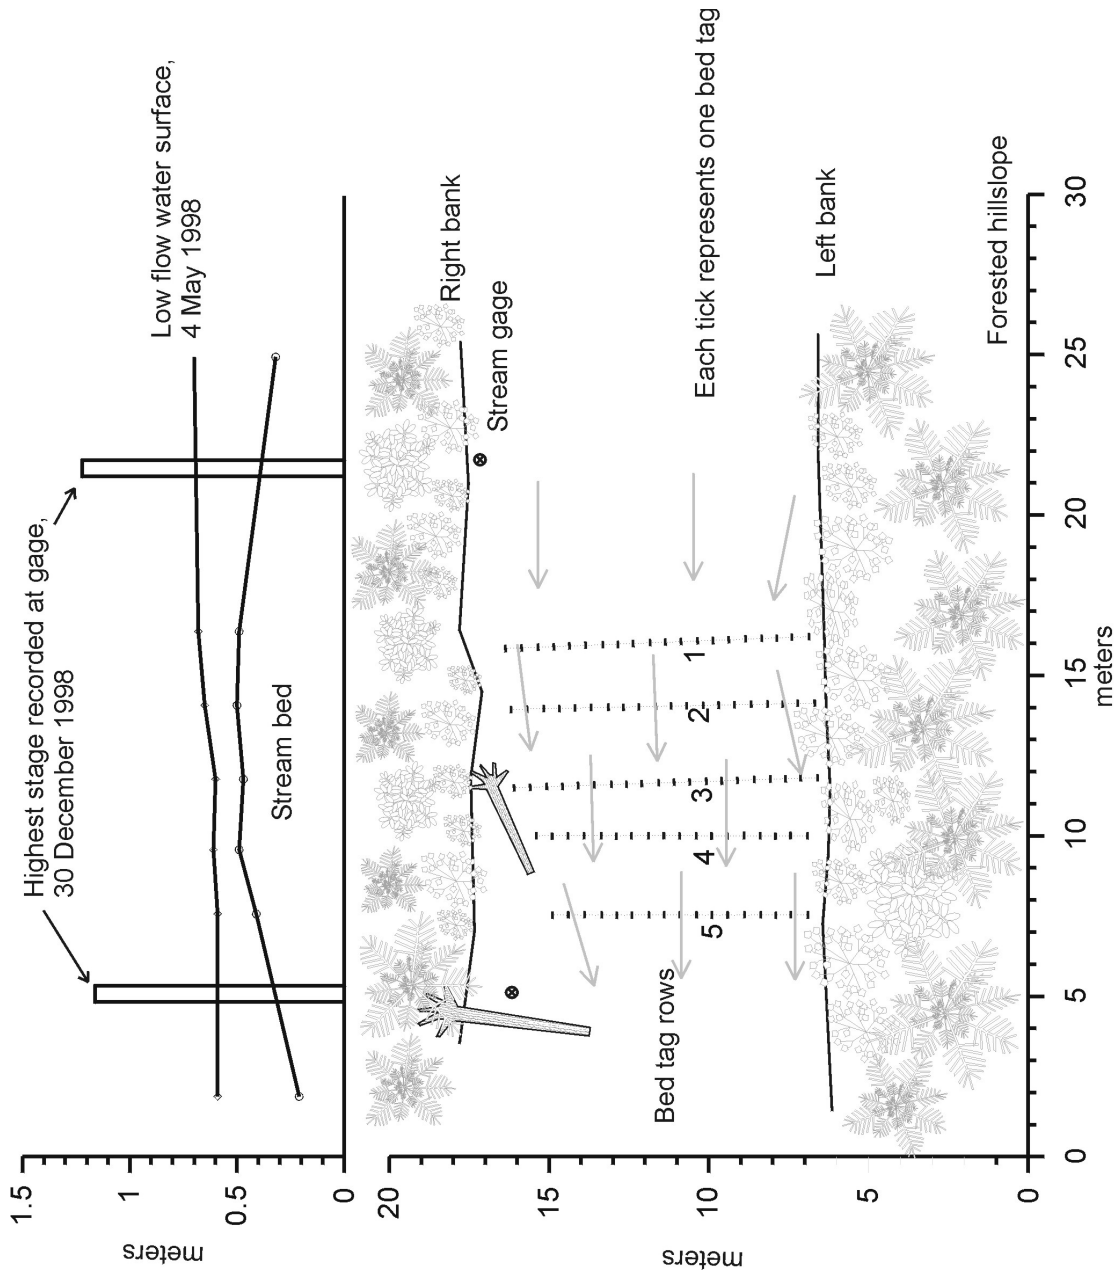 Highest stage recorded at gage,
30 December 1998
Low flow water surface,
4 May 1998
1.5
1
0.5
0
meters
Stream bed
Right bank
Stream gage
20
15
10
5
0
meters
1
2
3
4
5
Bed tag rows
Each tick represents one bed tag
Left bank
Forested hillslope
0
5
10
15
20
25
30
meters